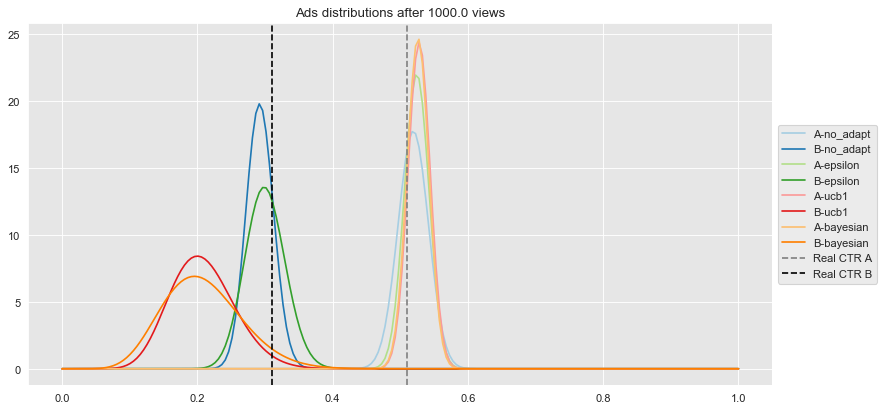 Ads distributions after 1000.0 views
25
20
15
10
5
0
0.0 0.2 0.4 0.6 0.8 1.0
A-no_adapt
B-no_adapt
A-epsilon
B-epsilon
A-ucb1
B-ucb1
A-bayesian
B-bayesian
Real CTR A
Real CTR B